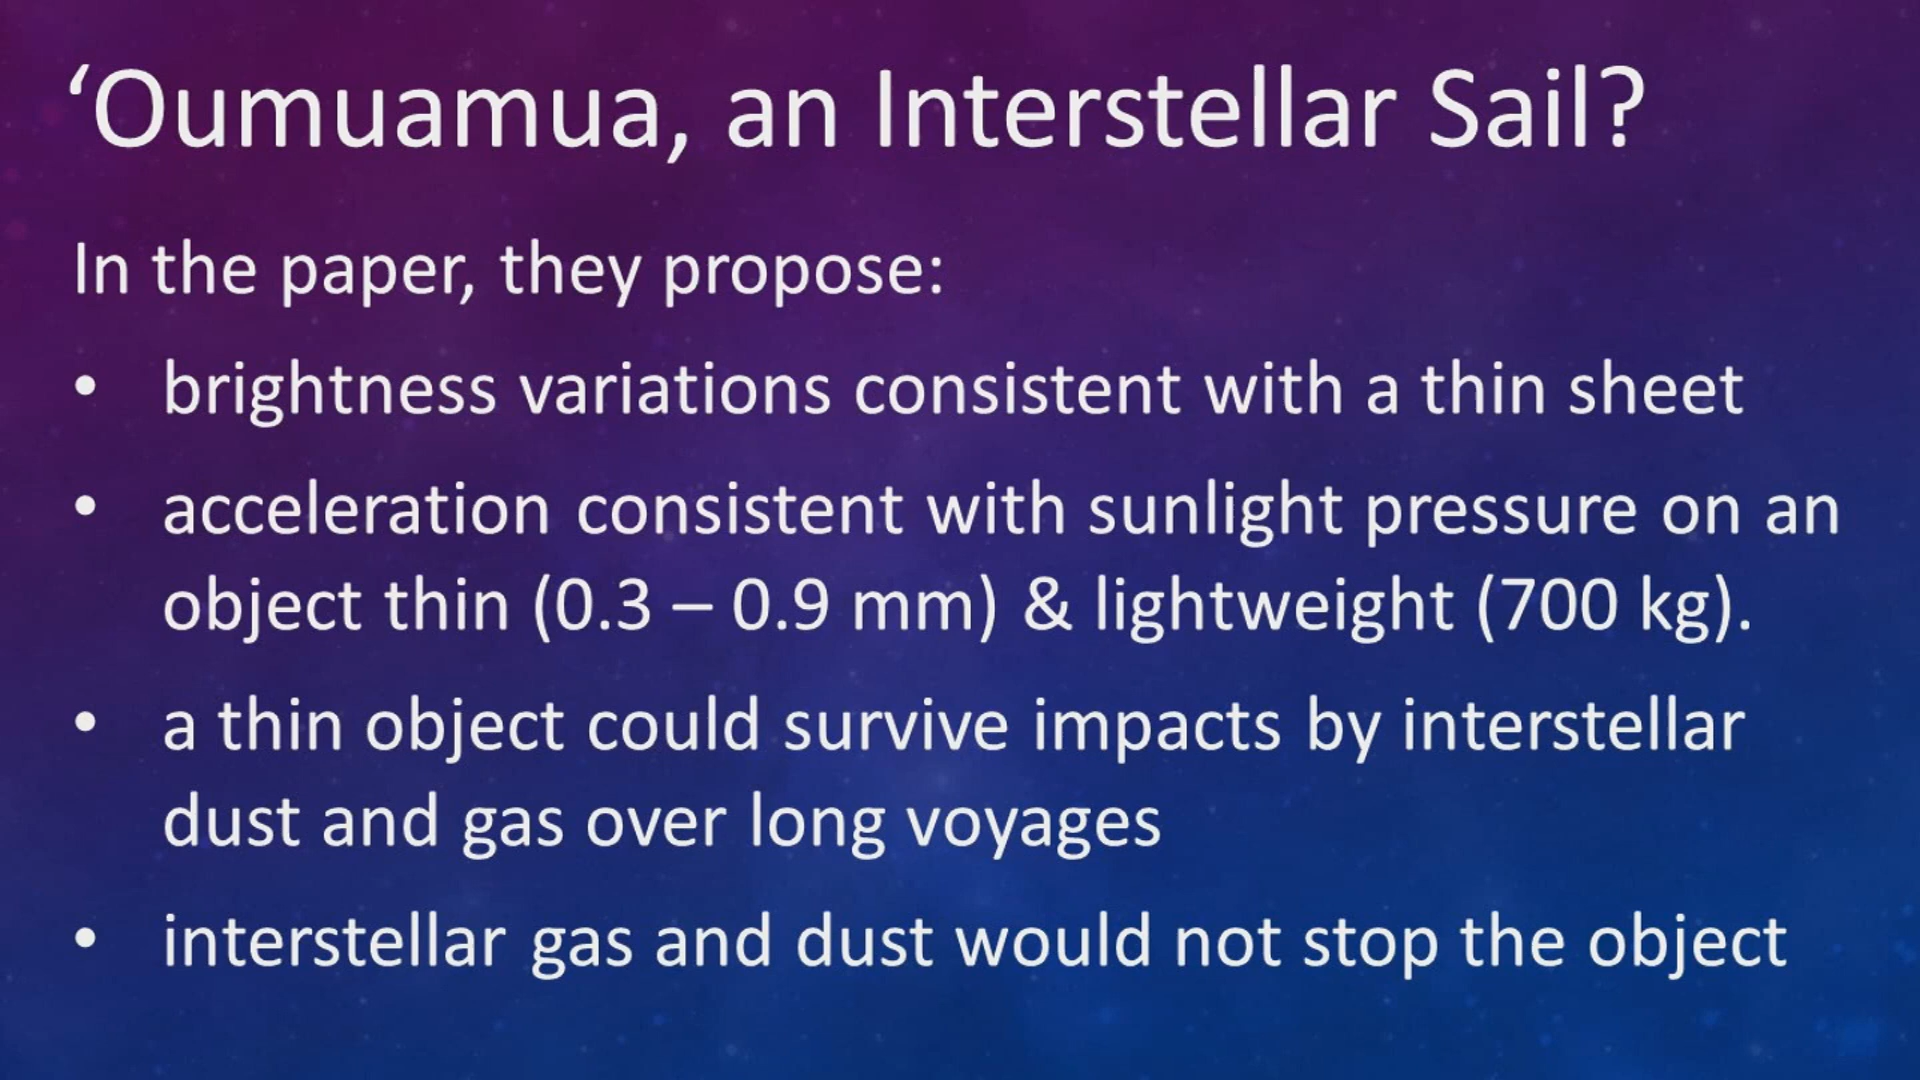 ‘Oumuamua, an Interstellar Sail?
In the paper, they propose:
• brightness variations consistent with a thin sheet
• acceleration consistent with sunlight pressure on an
object thin (0.3 – 0.9 mm) & lightweight (700 kg).
• a thin object could survive impacts by interstellar
dust and gas over long voyages
• interstellar gas and dust would not stop the object